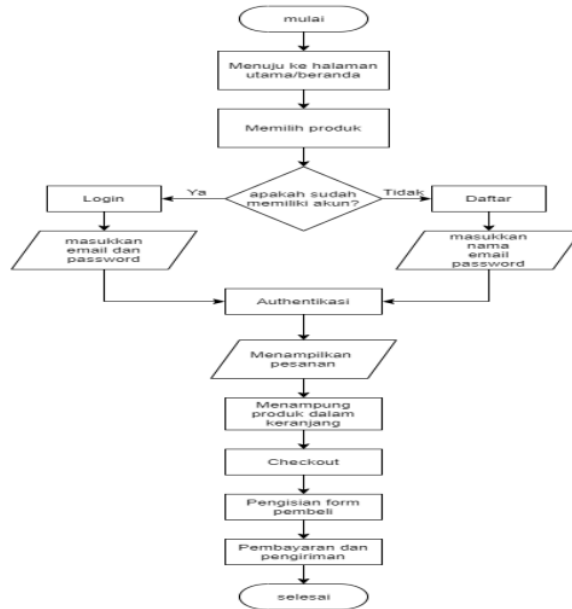 mulai
Menuju ke halaman
utama/beranda
Memilih produk
apakah sudah
memiliki akun?
Ya
Tidak
Login
Daftar
masukkan
email dan
password
masukkan
nama
email
password
Authentikasi
Menampilkan
pesanan
Menampung
produk dalam
keranjang
Checkout
Pengisian form
pembeli
Pembayaran dan
pengiriman
selesai